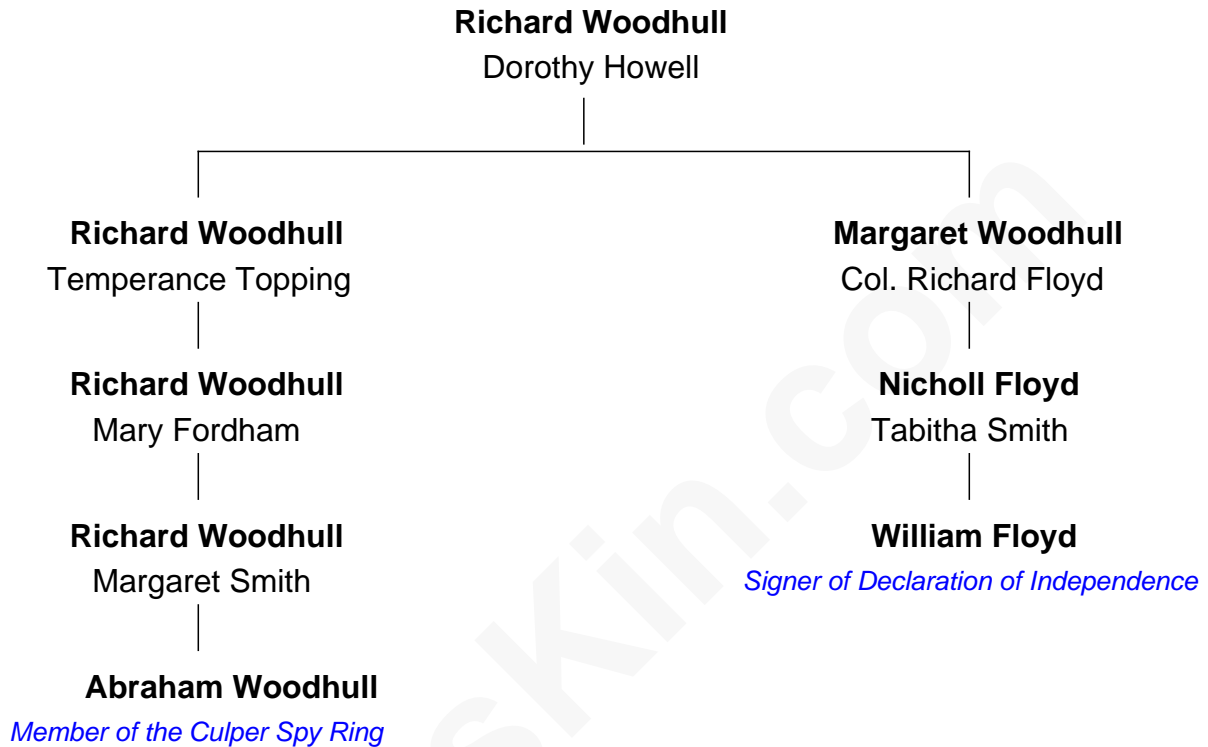 Richard Woodhull
Dorothy Howell
Richard Woodhull
Temperance Topping
Margaret Woodhull
Col. Richard Floyd
Richard Woodhull
Mary Fordham
Nicholl Floyd
Tabitha Smith
Richard Woodhull
Margaret Smith
William Floyd
Signer of Declaration of Independence
Abraham Woodhull
Member of the Culper Spy Ring